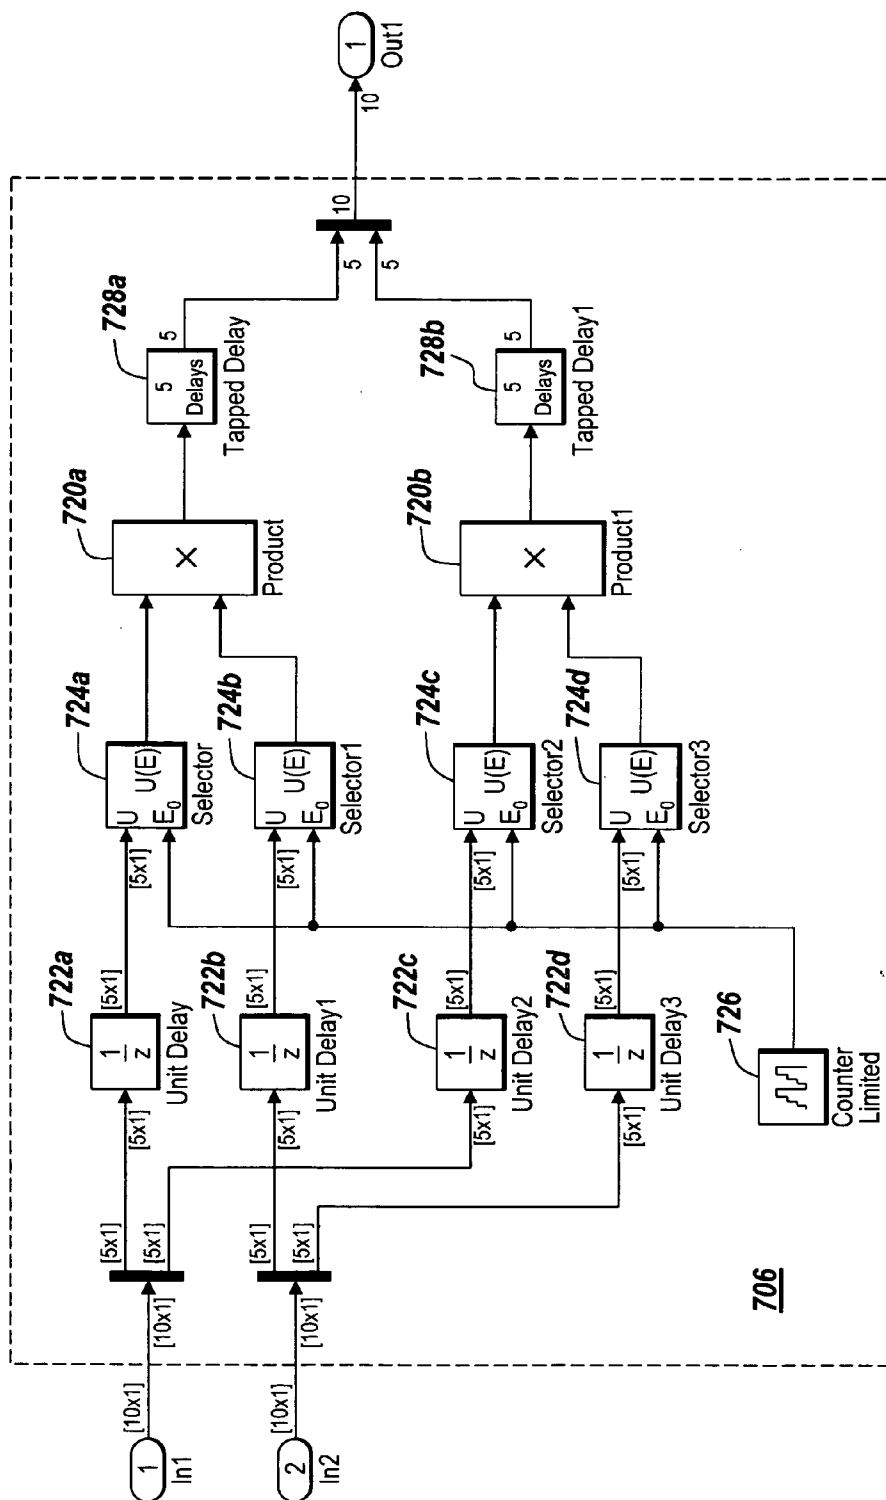 1
In1
[10x1]
[10x1]
[5x1]
[5x1]
2
In2
[10x1]
[10x1]
[5x1]
[5x1]
[5x1]
722a
1
z
Unit Delay
[5x1]
[5x1]
722b
1
z
Unit Delay1
[5x1]
[5x1]
722c
1
z
Unit Delay2
[5x1]
[5x1]
722d
1
z
Unit Delay3
[5x1]
726
Counter
Limited
[5x1]
724a
U
U(E)
E0
Selector
[5x1]
724b
U
U(E)
E0
Selector1
[5x1]
724c
U
U(E)
E0
Selector2
[5x1]
724d
U
U(E)
E0
Selector3
720a
×
Product
720b
×
Product1
728a
5
Delays
Tapped Delay
5
5
728b
5
Delays
Tapped Delay1
5
5
10
10
1
Out1
706